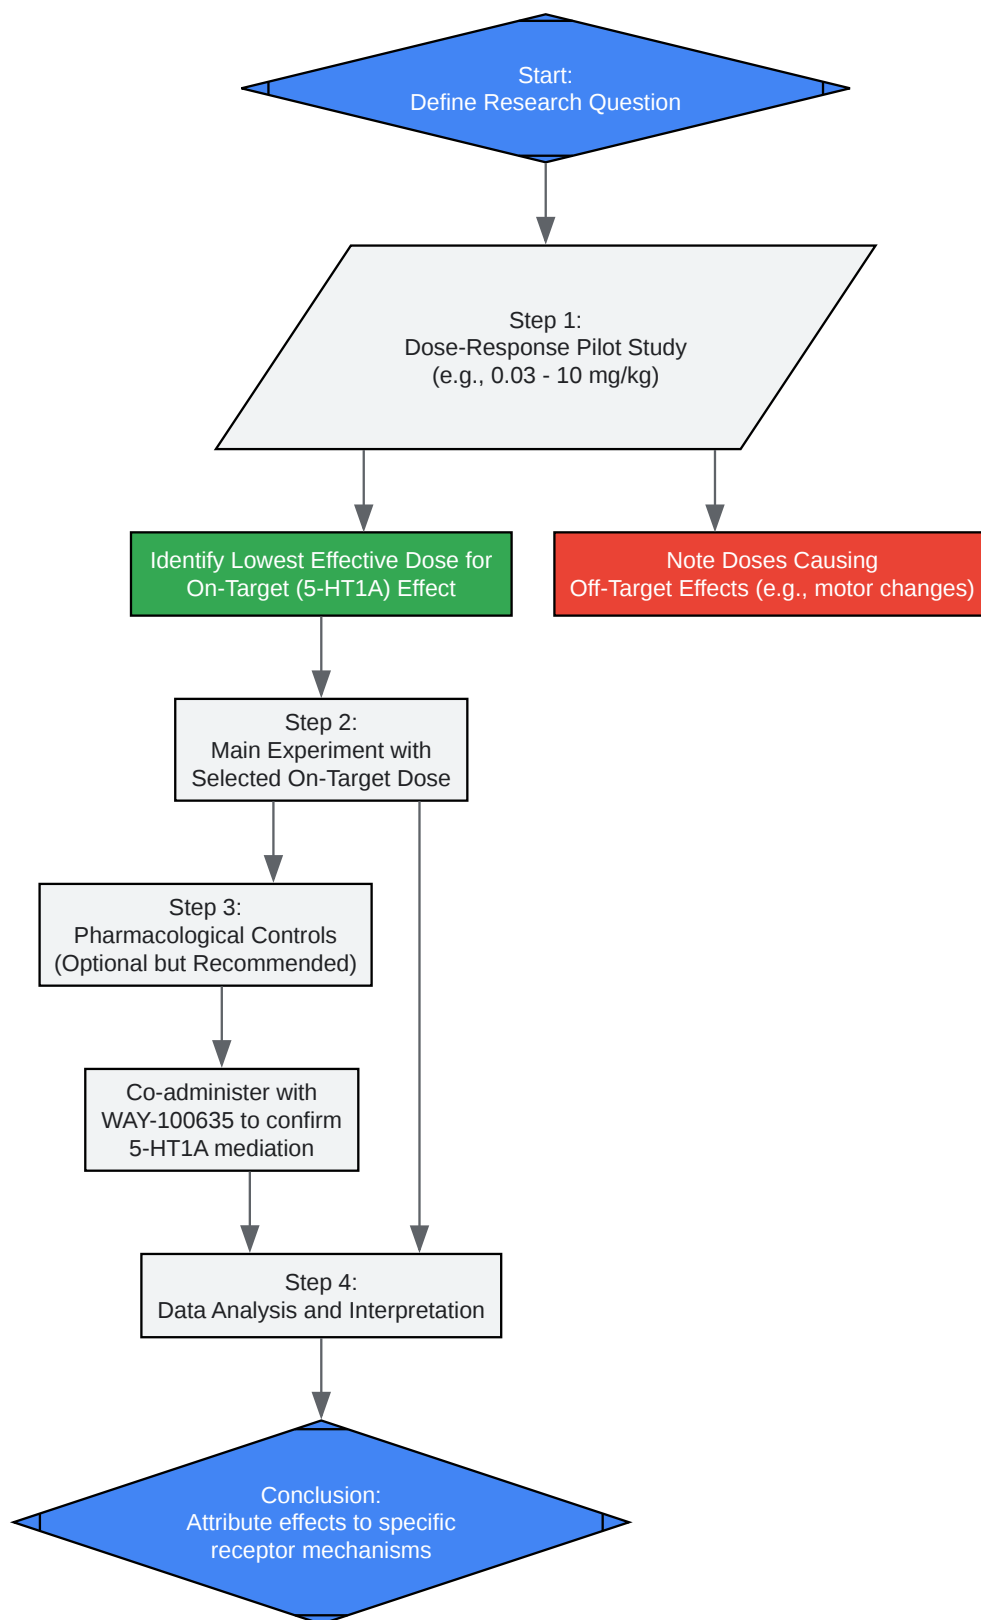 Start:
Define Research Question
Step 1:
Dose-Response Pilot Study
(e.g., 0.03 - 10 mg/kg)
Identify Lowest Effective Dose for
On-Target (5-HT1A) Effect
Note Doses Causing
Off-Target Effects (e.g., motor changes)
Step 2:
Main Experiment with
Selected On-Target Dose
Step 3:
Pharmacological Controls
(Optional but Recommended)
Co-administer with
WAY-100635 to confirm
5-HT1A mediation
Step 4:
Data Analysis and Interpretation
Conclusion:
Attribute effects to specific
receptor mechanisms